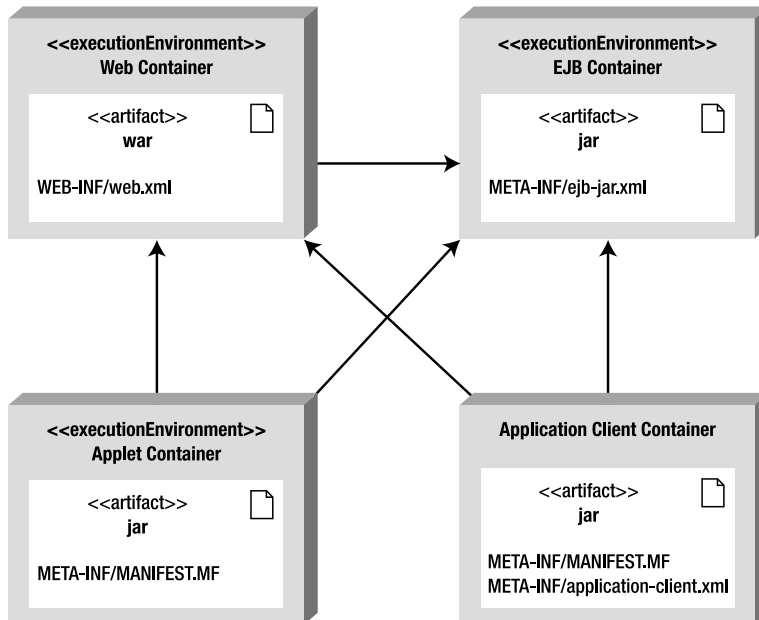 <<executionEnvironment>>
Web Container
<<artifact>>
war
WEB-INF/web.xml
<<executionEnvironment>>
EJB Container
<<artifact>>
jar
META-INF/ejb-jar.xml
<<executionEnvironment>>
Applet Container
<<artifact>>
jar
META-INF/MANIFEST.MF
Application Client Container
<<artifact>>
jar
META-INF/MANIFEST.MF
META-INF/application-client.xml